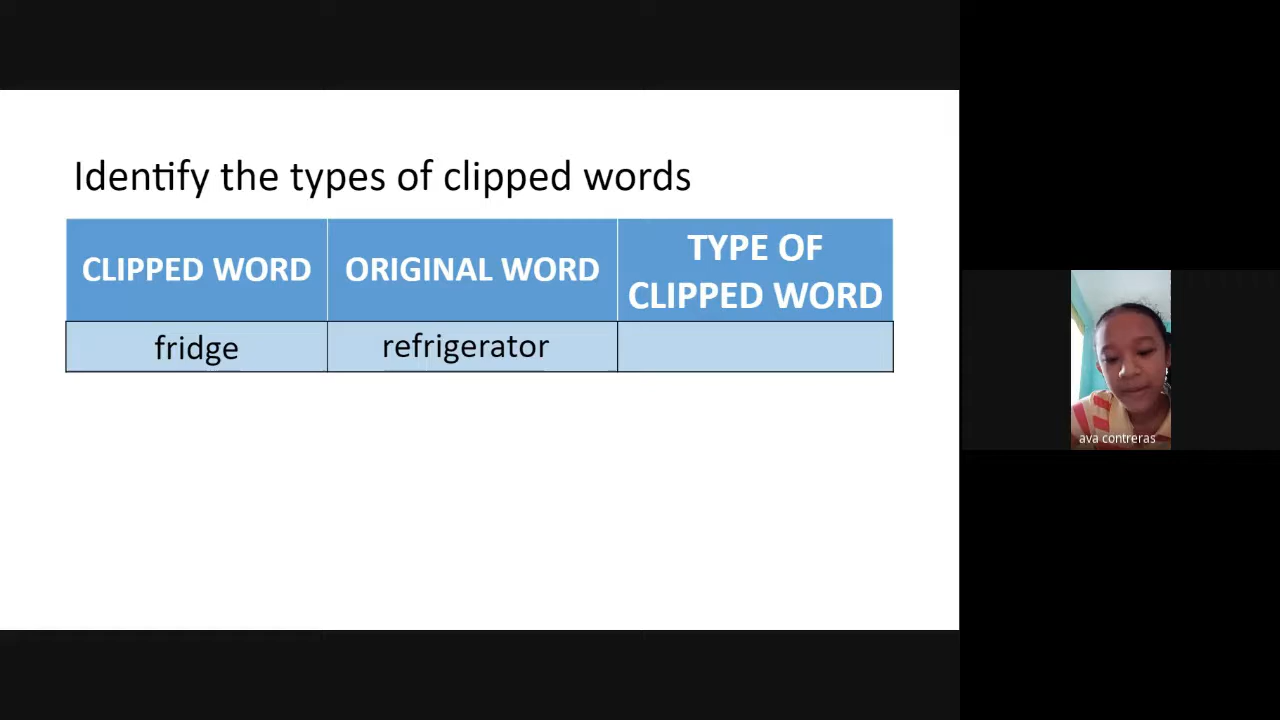 Identify the types of clipped words
CLIPPED WORD
ORIGINAL WORD
TYPE OF
CLIPPED WORD
fridge
refrigerator
ava contreras